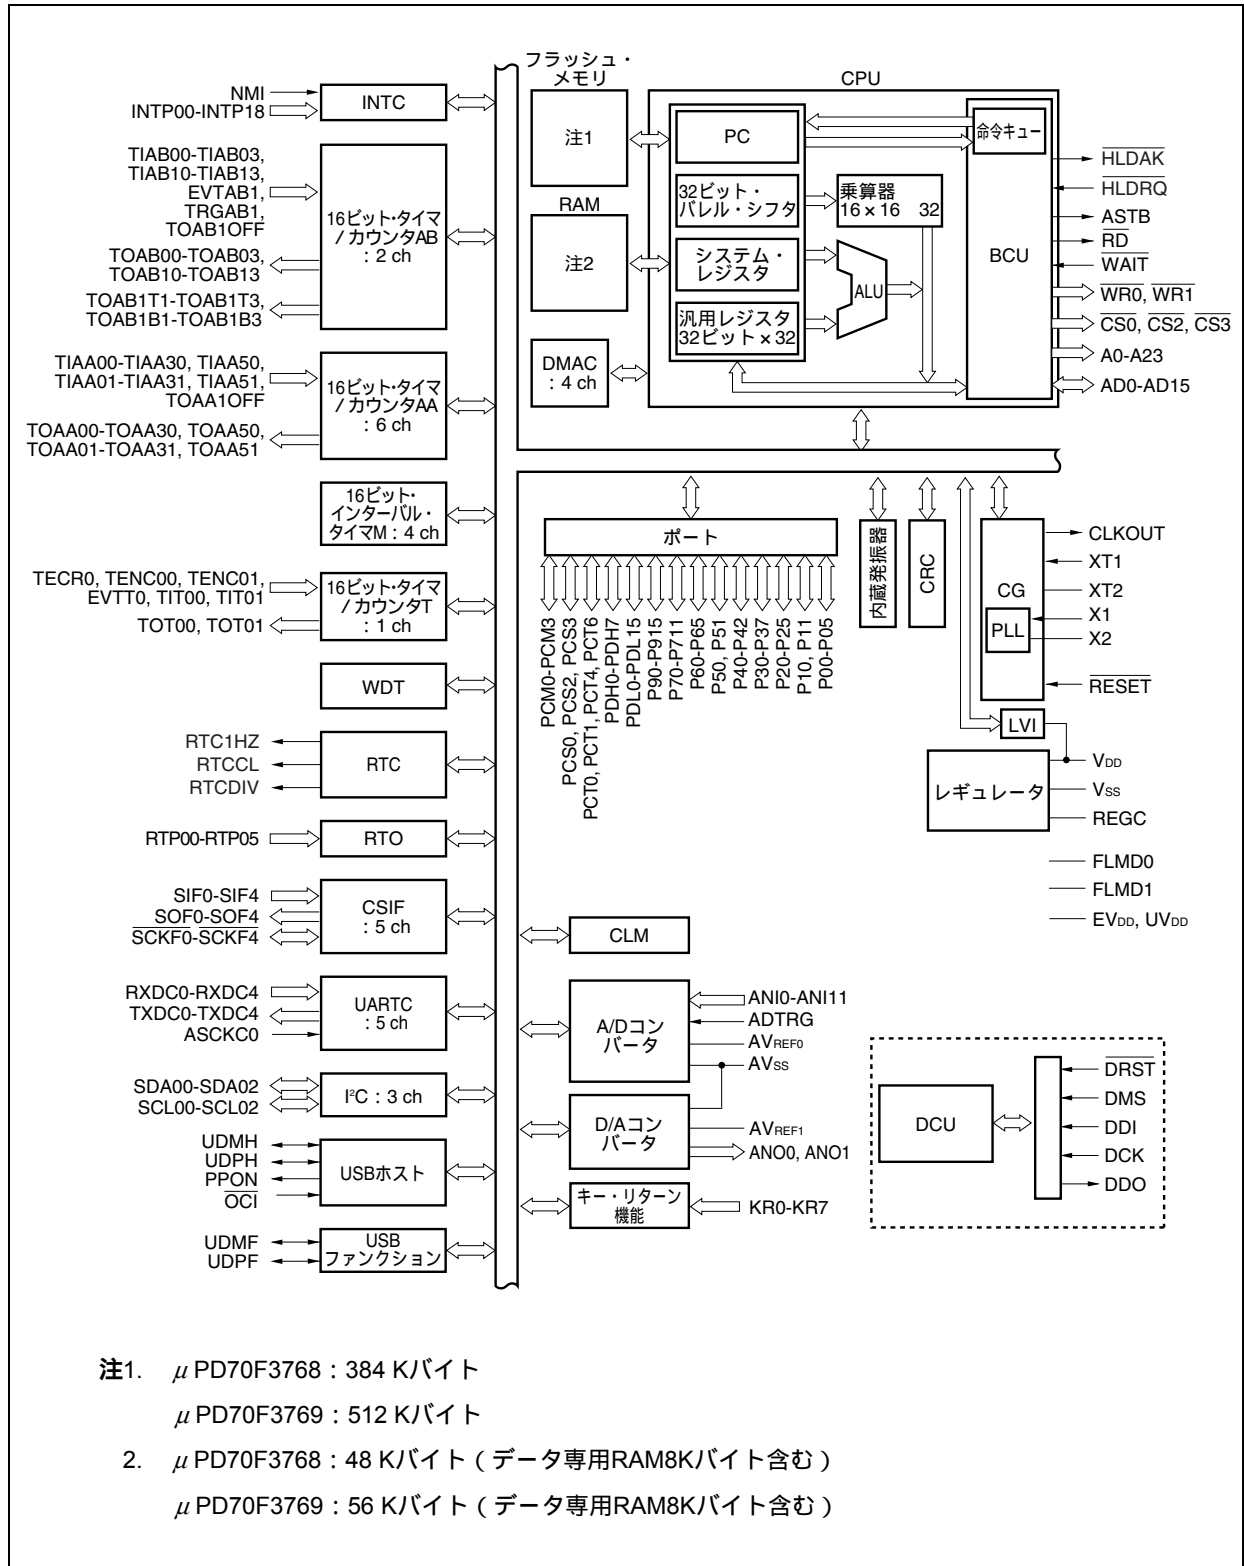 NMI
INTP00-INTP18
INTC
TIAB00-TIAB03,
TIAB10-TIAB13,
EVTAB1,
TRGAB1,
TOAB1OFF
TOAB00-TOAB03,
TOAB10-TOAB13
TOAB1T1-TOAB1T3,
TOAB1B1-TOAB1B3
16ビット・タイマ
/ カウンタAB
: 2 ch
TIAA00-TIAA30, TIAA50,
TIAA01-TIAA31, TIAA51,
TOAA1OFF
TOAA00-TOAA30, TOAA50,
TOAA01-TOAA31, TOAA51
16ビット・タイマ
/ カウンタAA
: 6 ch
16ビット・
インターバル・
タイマM : 4 ch
TECR0, TENC00, TENC01,
EVTT0, TIT00, TIT01
TOT00, TOT01
16ビット・タイマ
/ カウンタT
: 1 ch
WDT
RTC1HZ
RTCCL
RTCDIV
RTC
RTP00-RTP05
RTO
SIF0-SIF4
SOF0-SOF4
SCKF0-SCKF4
CSIF
: 5 ch
RXDC0-RXDC4
TXDC0-TXDC4
ASCKC0
UARTC
: 5 ch
SDA00-SDA02
SCL00-SCL02
I²C : 3 ch
UDMH
UDPH
PPON
OCI
USBホスト
UDMF
UDPF
USB
ファンクション
フラッシュ・
メモリ
注1
RAM
注2
DMAC
: 4 ch
CPU
PC
32ビット・
バレル・シフタ
システム・
レジスタ
汎用レジスタ
32ビット×32
乗算器
16×16 32
ALU
命令キュー
BCU
HLDAK
HLDRQ
ASTB
RD
WAIT
WR0, WR1
CS0, CS2, CS3
A0-A23
AD0-AD15
ポート
PCM0-PCM3
PCS0, PCS2, PCS3
PCT0, PCT1, PCT4, PCT6
PDH0-PDH7
PDL0-PDL15
P90-P915
P70-P711
P60-P65
P50, P51
P40-P42
P30-P37
P20-P25
P10, P11
P00-P05
内蔵発振器
CRC
CG
PLL
CLKOUT
XT1
XT2
X1
X2
RESET
LVI
レギュレータ
VDD
VSS
REGC
FLMD0
FLMD1
EVDD, UVDD
CLM
A/Dコン
バータ
ANI0-ANI11
ADTRG
AVREF0
AVSS
D/Aコン
バータ
AVREF1
ANO0, ANO1
キー・リターン
機能
KR0-KR7
DCU
DRST
DMS
DDI
DCK
DDO
注1. μPD70F3768 : 384 Kバイト
μPD70F3769 : 512 Kバイト
2. μPD70F3768 : 48 Kバイト（データ専用RAM8Kバイト含む）
μPD70F3769 : 56 Kバイト（データ専用RAM8Kバイト含む）